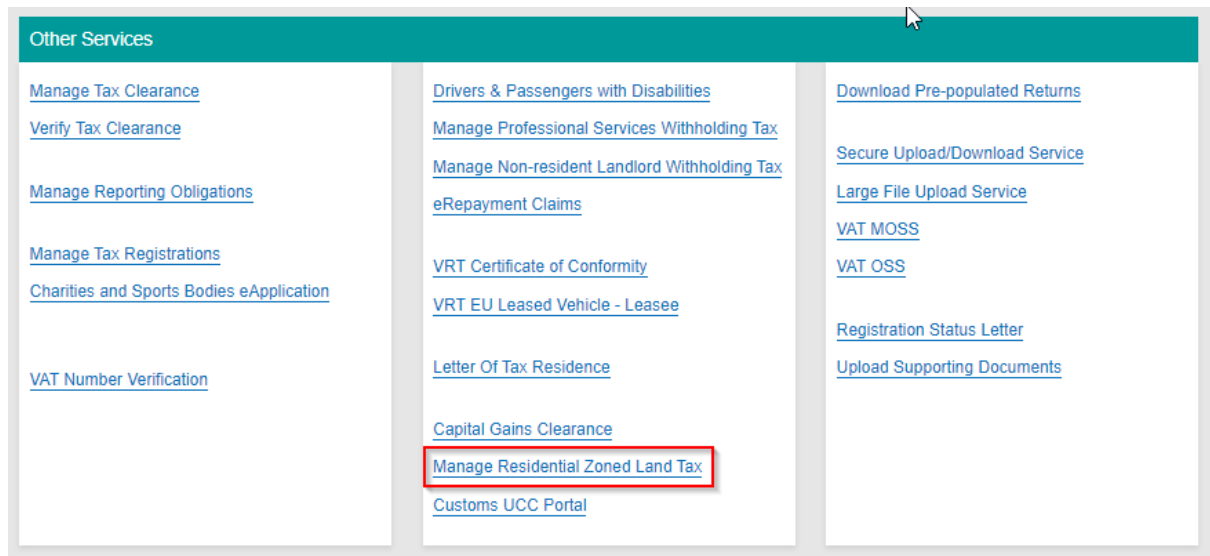 Other Services
Manage Tax Clearance
Verify Tax Clearance
Manage Reporting Obligations
Manage Tax Registrations
Charities and Sports Bodies eApplication
VAT Number Verification
Drivers & Passengers with Disabilities
Manage Professional Services Withholding Tax
Manage Non-resident Landlord Withholding Tax
eRepayment Claims
VRT Certificate of Conformity
VRT EU Leased Vehicle - Leasee
Letter Of Tax Residence
Capital Gains Clearance
Manage Residential Zoned Land Tax
Customs UCC Portal
Download Pre-populated Returns
Secure Upload/Download Service
Large File Upload Service
VAT MOSS
VAT OSS
Registration Status Letter
Upload Supporting Documents